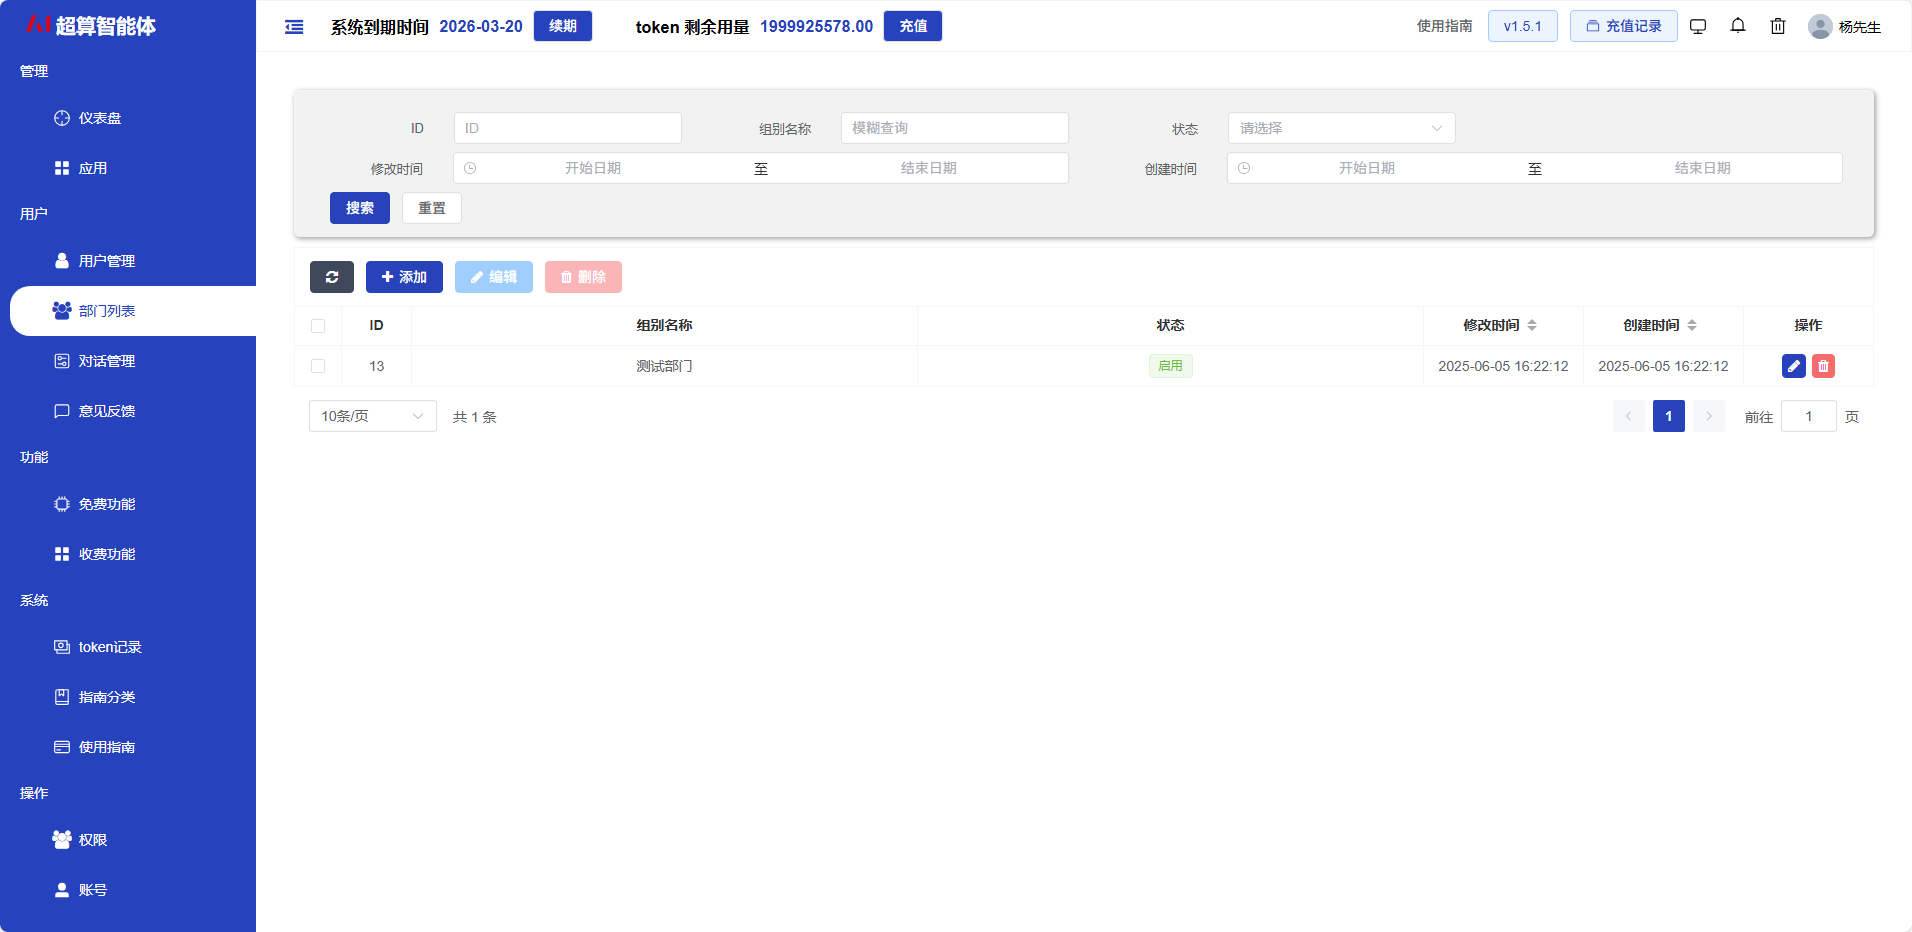 AI 超算智能体
系统到期时间 2026-03-20 续期 token 剩余用量 1999925578.00 充值 使用指南 v1.5.1 充值记录 杨先生
管理
仪表盘
应用
用户
用户管理
部门列表
对话管理
意见反馈
功能
免费功能
收费功能
系统
token记录
指南分类
使用指南
操作
权限
账号
ID ID 组别名称 模糊查询 状态 请选择
修改时间 开始日期 至 结束日期 创建时间 开始日期 至 结束日期
搜索 重置
添加 编辑 删除
ID 组别名称 状态 修改时间 创建时间 操作
13 测试部门 启用 2025-06-05 16:22:12 2025-06-05 16:22:12
10条/页 共 1 条 1 前往 1 页